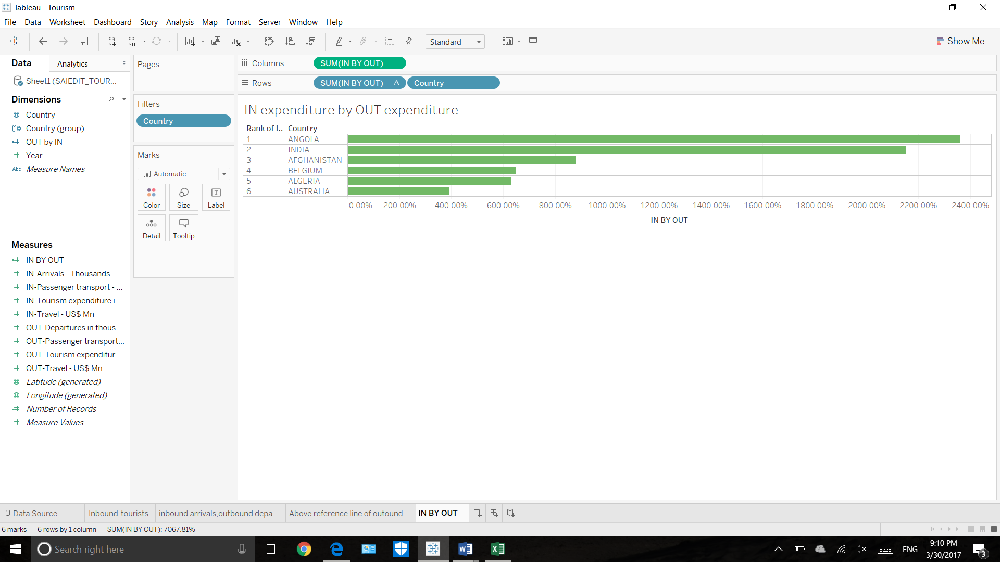 Tableau - Tourism
File Data Worksheet Dashboard Story Analysis Map Format Server Window Help
Standard
Show Me
Data
Analytics
Sheet1 (SAIEDIT_TOUR...
Dimensions
Country
Country (group)
OUT by IN
Year
Abc Measure Names
Measures
IN BY OUT
IN-Arrivals - Thousands
IN-Passenger transport - ...
IN-Tourism expenditure i...
IN-Travel - US$ Mn
OUT-Departures in thous...
OUT-Passenger transport...
OUT-Tourism expenditur...
OUT-Travel - US$ Mn
Latitude (generated)
Longitude (generated)
Number of Records
Measure Values
Pages
Filters
Country
Marks
Automatic
Color Size Label
Detail Tooltip
Columns SUM(IN BY OUT)
Rows SUM(IN BY OUT) Δ Country
IN expenditure by OUT expenditure
Rank of I.. Country
1 ANGOLA
2 INDIA
3 AFGHANISTAN
4 BELGIUM
5 ALGERIA
6 AUSTRALIA
0.00% 200.00% 400.00% 600.00% 800.00% 1000.00% 1200.00% 1400.00% 1600.00% 1800.00% 2000.00% 2200.00% 2400.00%
IN BY OUT
Data Source Inbound-tourists inbound arrivals,outbound depa... Above reference line of outound ... IN BY OUT
6 marks 6 rows by 1 column SUM(IN BY OUT): 7067.81%
Search right here
ENG
9:10 PM
3/30/2017
3